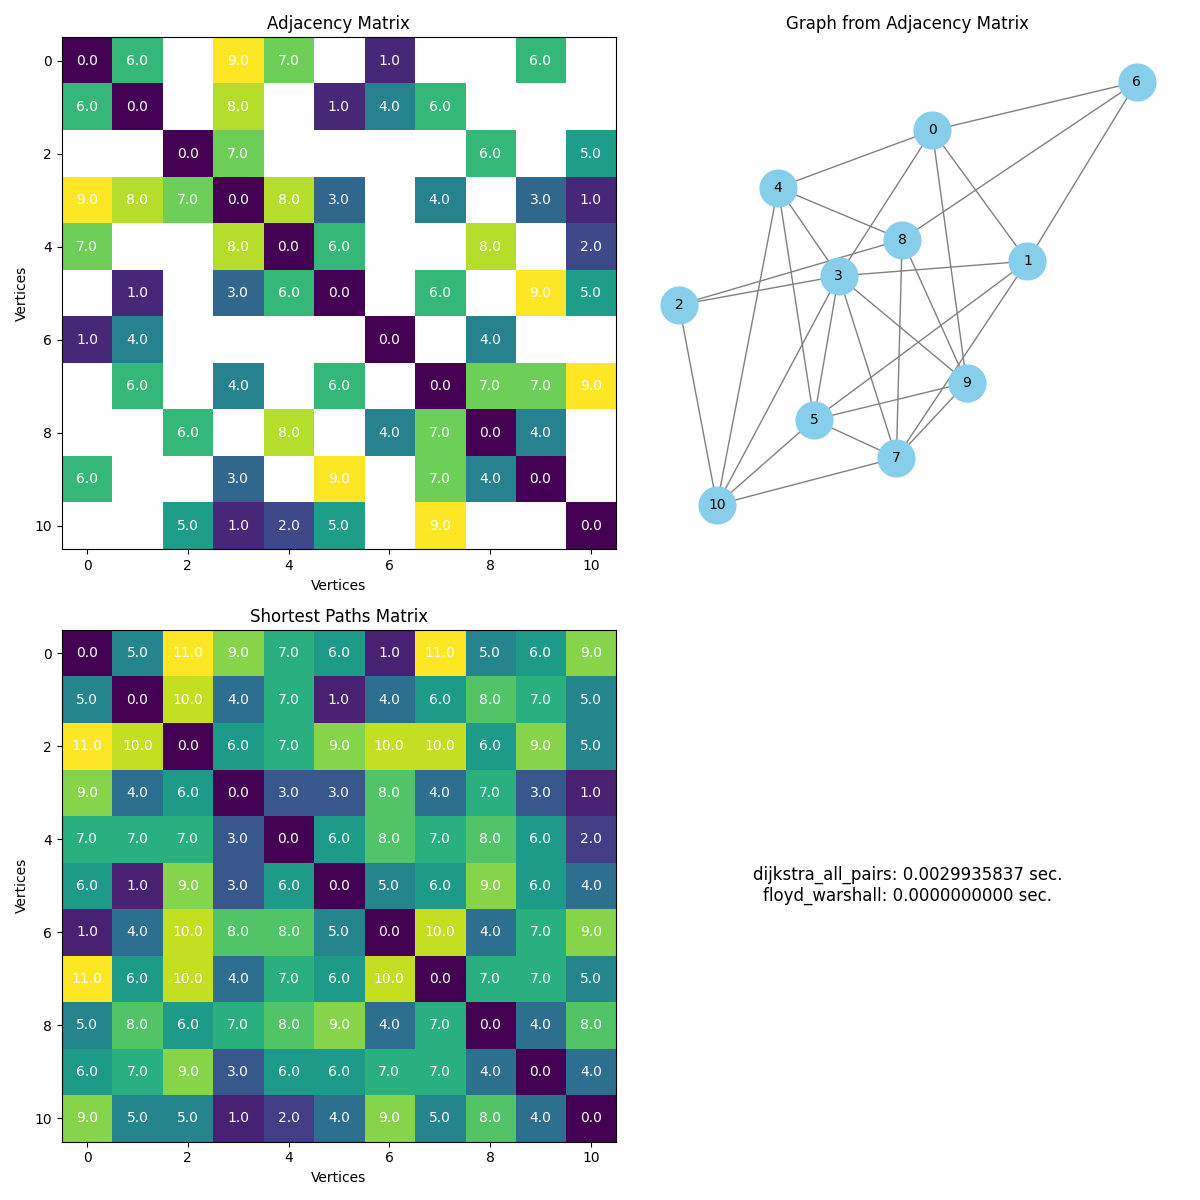 Adjacency Matrix
0 0.0 6.0 9.0 7.0 1.0 6.0
6.0 0.0 8.0 1.0 4.0 6.0
2 0.0 7.0 6.0 5.0
9.0 8.0 7.0 0.0 8.0 3.0 4.0 3.0 1.0
4 7.0 8.0 0.0 6.0 8.0 2.0
1.0 3.0 6.0 0.0 6.0 9.0 5.0
6 1.0 4.0 0.0 4.0
6.0 4.0 6.0 0.0 7.0 7.0 9.0
8 6.0 8.0 4.0 7.0 0.0 4.0
6.0 3.0 9.0 7.0 4.0 0.0
10 5.0 1.0 2.0 5.0 9.0 0.0
0 2 4 6 8 10
Vertices
Vertices
Graph from Adjacency Matrix
6
0
4
8
1
3
2
9
5
7
10
Shortest Paths Matrix
0 0.0 5.0 11.0 9.0 7.0 6.0 1.0 11.0 5.0 6.0 9.0
5.0 0.0 10.0 4.0 7.0 1.0 4.0 6.0 8.0 7.0 5.0
2 11.0 10.0 0.0 6.0 7.0 9.0 10.0 10.0 6.0 9.0 5.0
9.0 4.0 6.0 0.0 3.0 3.0 8.0 4.0 7.0 3.0 1.0
4 7.0 7.0 7.0 3.0 0.0 6.0 8.0 7.0 8.0 6.0 2.0
6.0 1.0 9.0 3.0 6.0 0.0 5.0 6.0 9.0 6.0 4.0
6 1.0 4.0 10.0 8.0 8.0 5.0 0.0 10.0 4.0 7.0 9.0
11.0 6.0 10.0 4.0 7.0 6.0 10.0 0.0 7.0 7.0 5.0
8 5.0 8.0 6.0 7.0 8.0 9.0 4.0 7.0 0.0 4.0 8.0
6.0 7.0 9.0 3.0 6.0 6.0 7.0 7.0 4.0 0.0 4.0
10 9.0 5.0 5.0 1.0 2.0 4.0 9.0 5.0 8.0 4.0 0.0
0 2 4 6 8 10
Vertices
Vertices
dijkstra_all_pairs: 0.0029935837 sec.
floyd_warshall: 0.0000000000 sec.